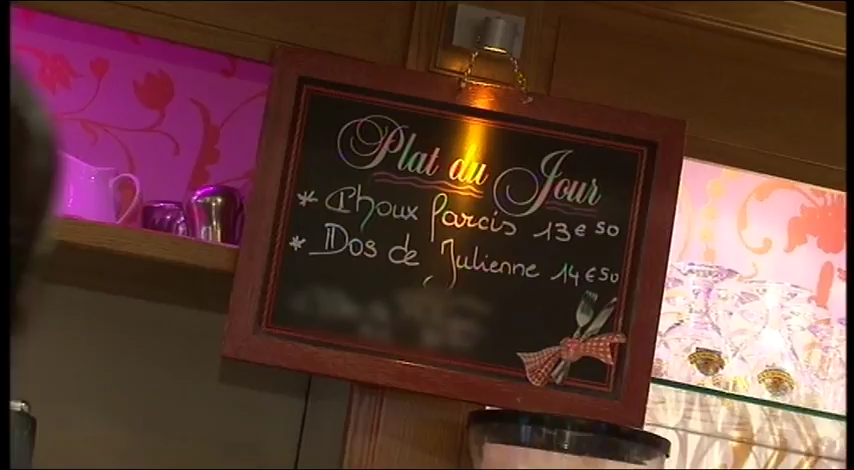 Plat du Jour
* Choux Farcis 13€50
* Dos de Julienne 14€50